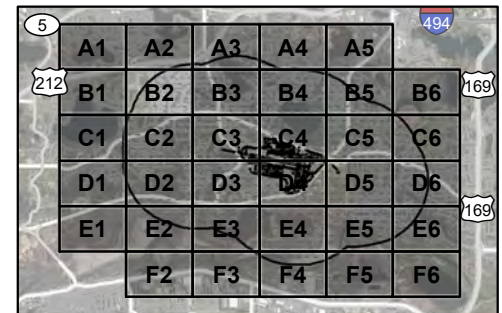 5
494
A1 A2 A3 A4 A5
212
169
B1 B2 B3 B4 B5 B6
C1 C2 C3 C4 C5 C6
D1 D2 D3 D4 D5 D6
169
E1 E2 E3 E4 E5 E6
F2 F3 F4 F5 F6